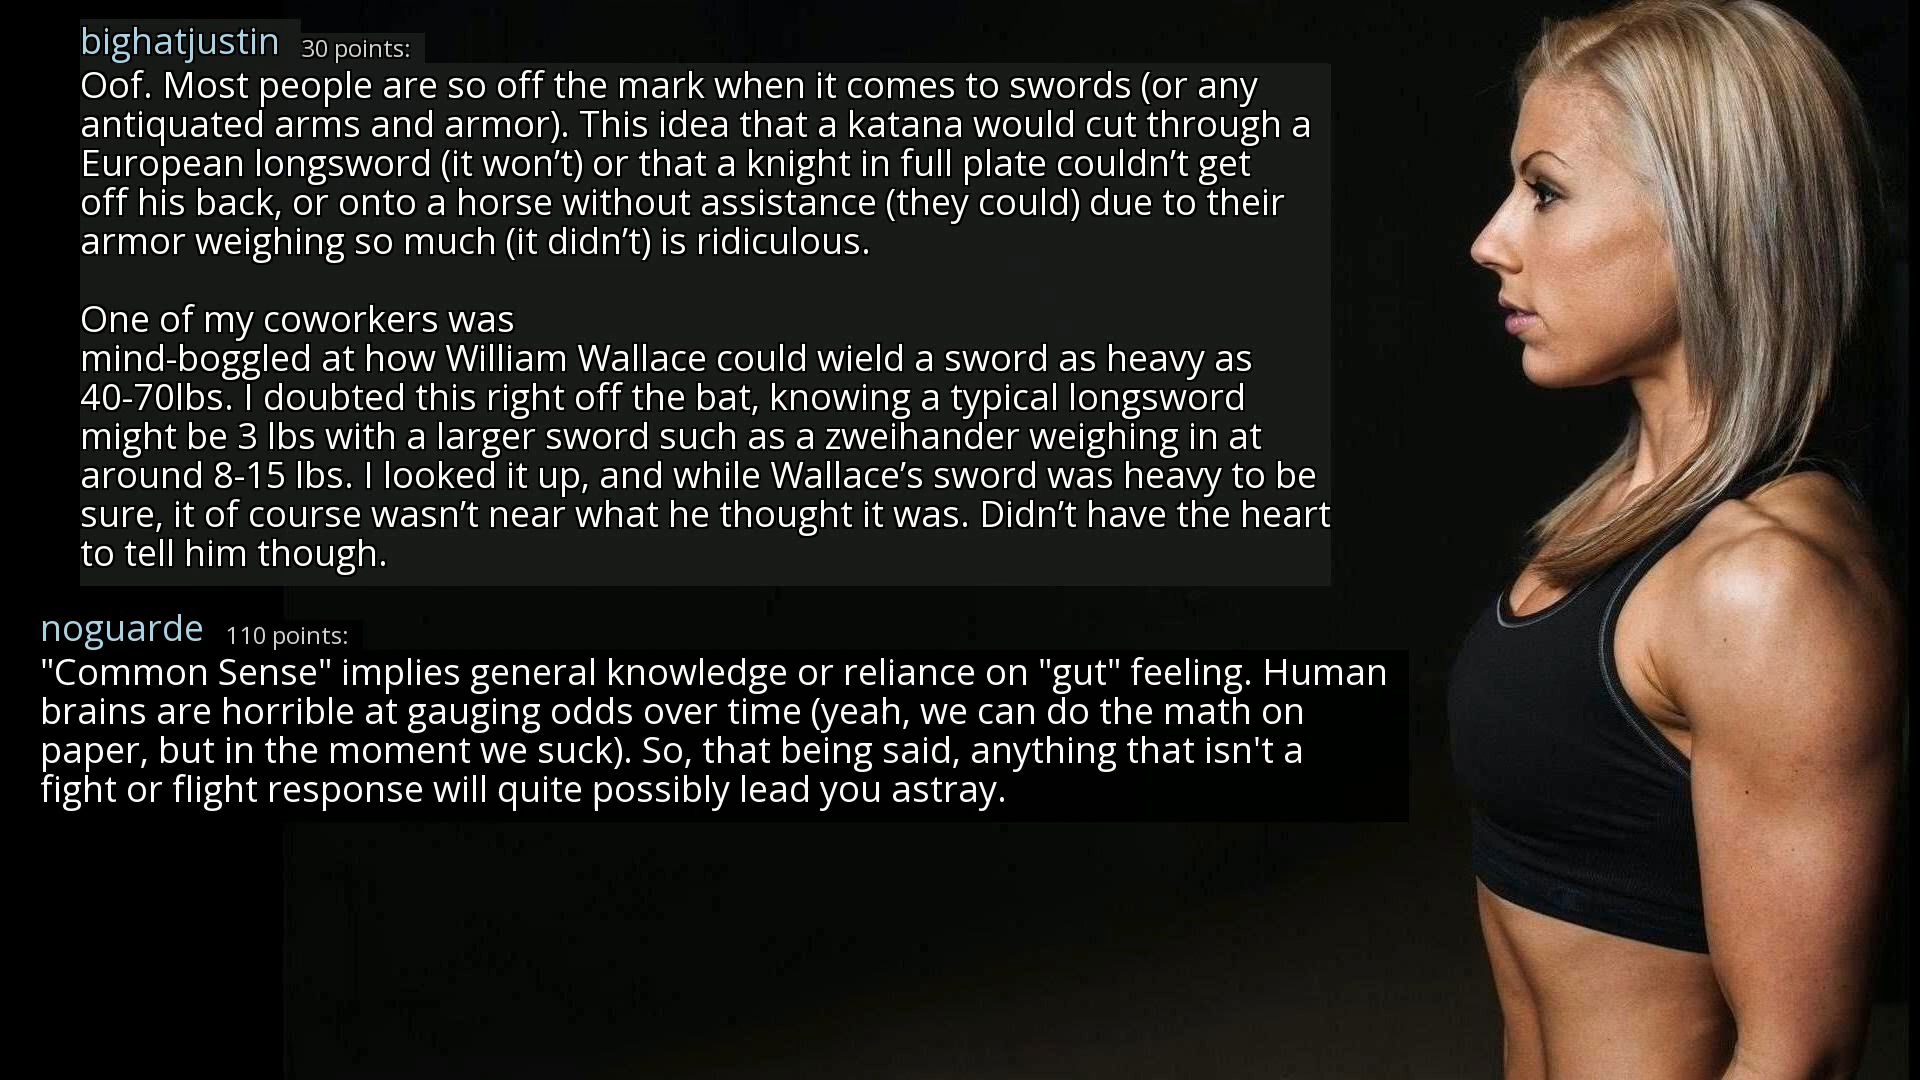 bighatjustin 30 points:
Oof. Most people are so off the mark when it comes to swords (or any
antiquated arms and armor). This idea that a katana would cut through a
European longsword (it won’t) or that a knight in full plate couldn’t get
off his back, or onto a horse without assistance (they could) due to their
armor weighing so much (it didn’t) is ridiculous.
One of my coworkers was
mind-boggled at how William Wallace could wield a sword as heavy as
40-70lbs. I doubted this right off the bat, knowing a typical longsword
might be 3 lbs with a larger sword such as a zweihander weighing in at
around 8-15 lbs. I looked it up, and while Wallace’s sword was heavy to be
sure, it of course wasn’t near what he thought it was. Didn’t have the heart
to tell him though.
noguarde 110 points:
"Common Sense" implies general knowledge or reliance on "gut" feeling. Human
brains are horrible at gauging odds over time (yeah, we can do the math on
paper, but in the moment we suck). So, that being said, anything that isn't a
fight or flight response will quite possibly lead you astray.